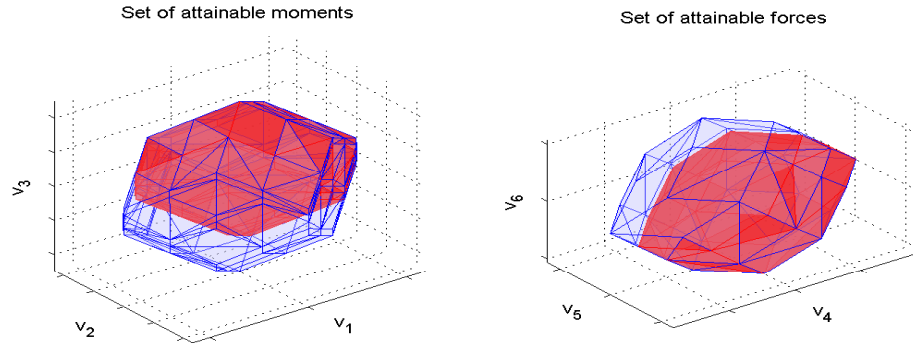 Set of attainable moments
Set of attainable forces
v3
v2
v1
v6
v5
v4